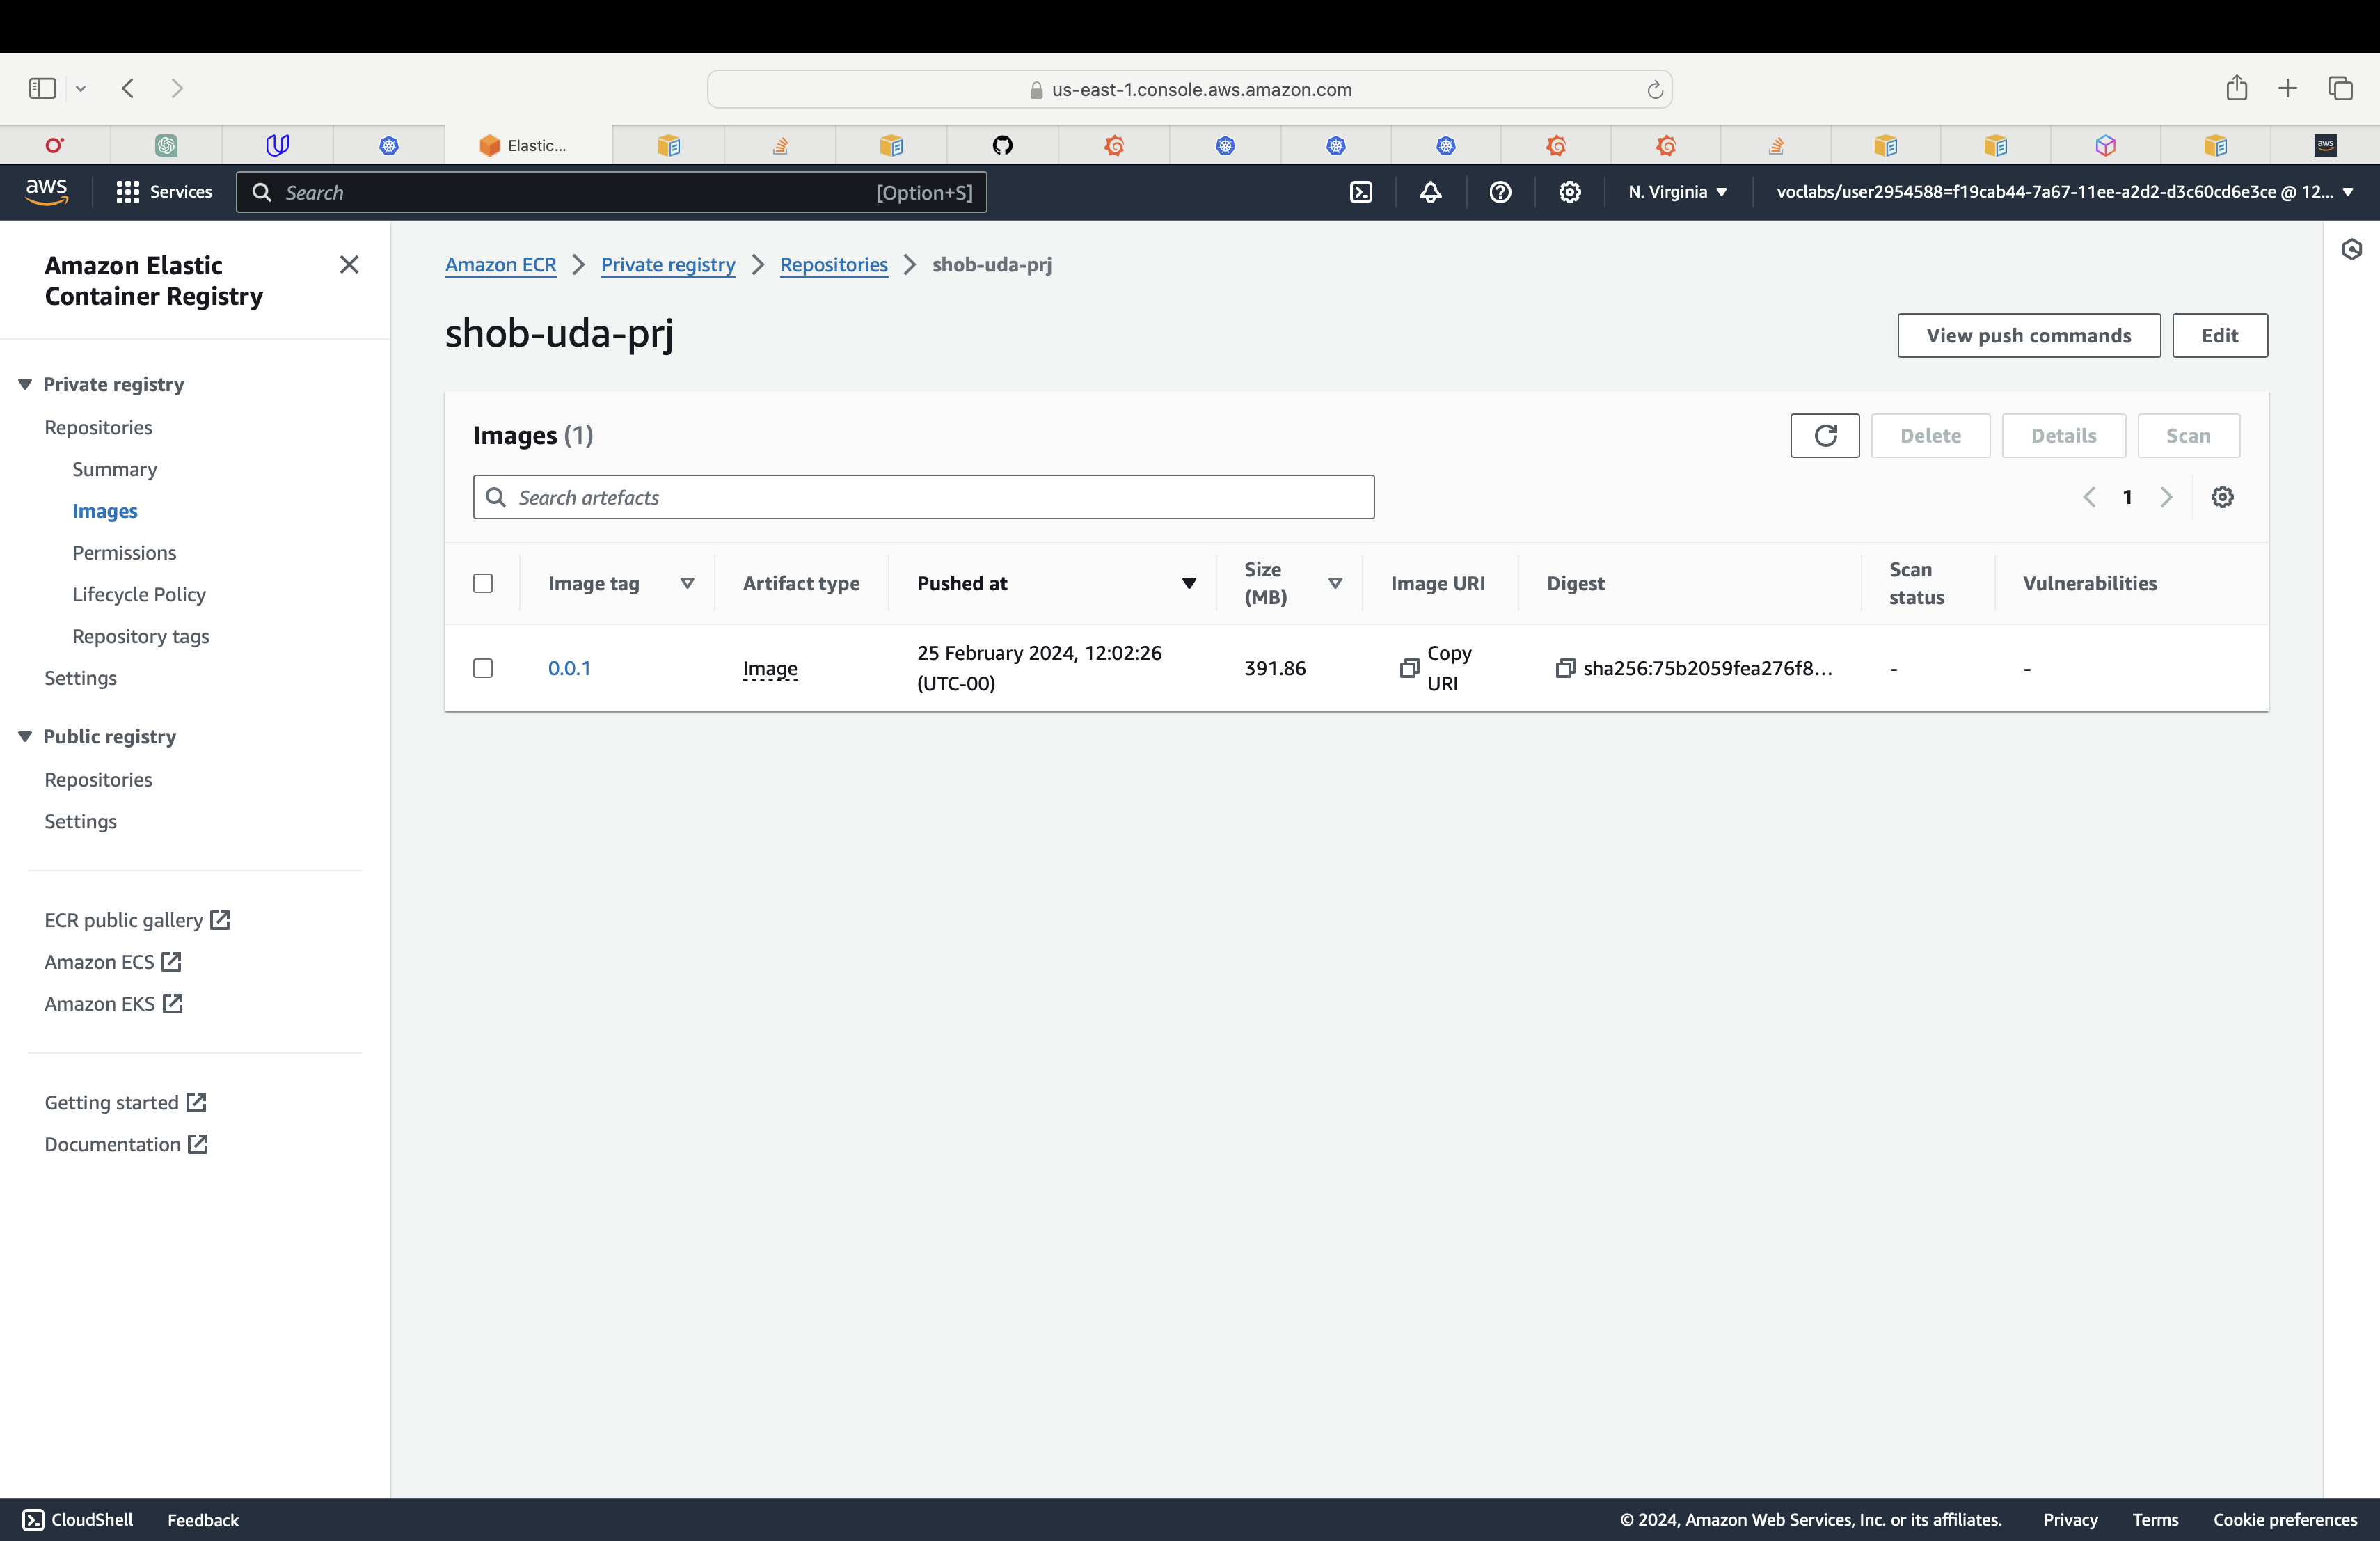 us-east-1.console.aws.amazon.com
Elastic...
aws
aws
Services
Search
[Option+S]
N. Virginia
voclabs/user2954588=f19cab44-7a67-11ee-a2d2-d3c60cd6e3ce @ 12...
Amazon Elastic
Container Registry
Private registry
Repositories
Summary
Images
Permissions
Lifecycle Policy
Repository tags
Settings
Public registry
Repositories
Settings
ECR public gallery
Amazon ECS
Amazon EKS
Getting started
Documentation
Amazon ECR
Private registry
Repositories
shob-uda-prj
shob-uda-prj
View push commands
Edit
Images (1)
Delete
Details
Scan
Search artefacts
1
Image tag
Artifact type
Pushed at
Size
(MB)
Image URI
Digest
Scan
status
Vulnerabilities
0.0.1
Image
25 February 2024, 12:02:26
(UTC-00)
391.86
Copy
URI
sha256:75b2059fea276f8...
-
-
CloudShell
Feedback
© 2024, Amazon Web Services, Inc. or its affiliates.
Privacy
Terms
Cookie preferences